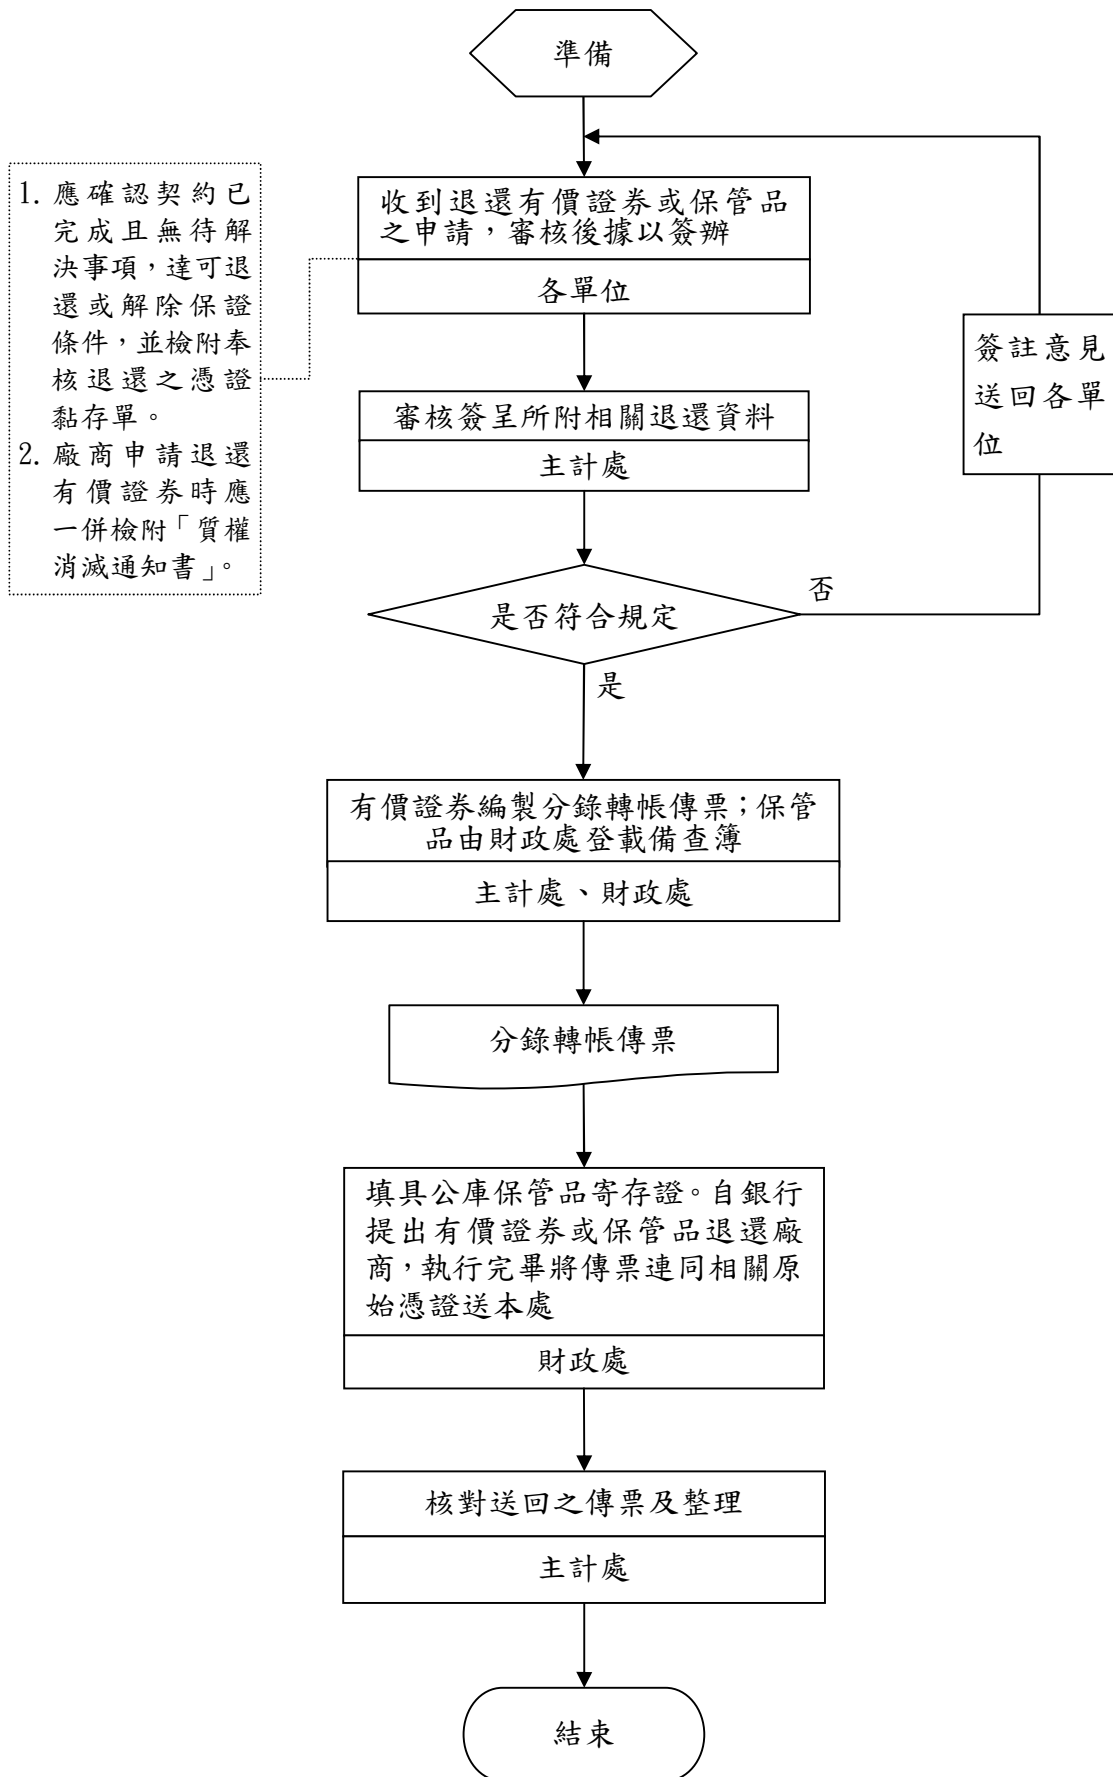 準備
收到退還有價證券或保管品
之申請，審核後據以簽辦
各單位
1. 應確認契約已
完成且無待解
決事項，達可退
還或解除保證
條件，並檢附奉
核退還之憑證
黏存單。
2. 廠商申請退還
有價證券時應
一併檢附「質權
消滅通知書」。
審核簽呈所附相關退還資料
主計處
簽註意見
送回各單
位
是否符合規定
否
是
有價證券編製分錄轉帳傳票；保管
品由財政處登載備查簿
主計處、財政處
分錄轉帳傳票
填具公庫保管品寄存證。自銀行
提出有價證券或保管品退還廠
商，執行完畢將傳票連同相關原
始憑證送本處
財政處
核對送回之傳票及整理
主計處
結束